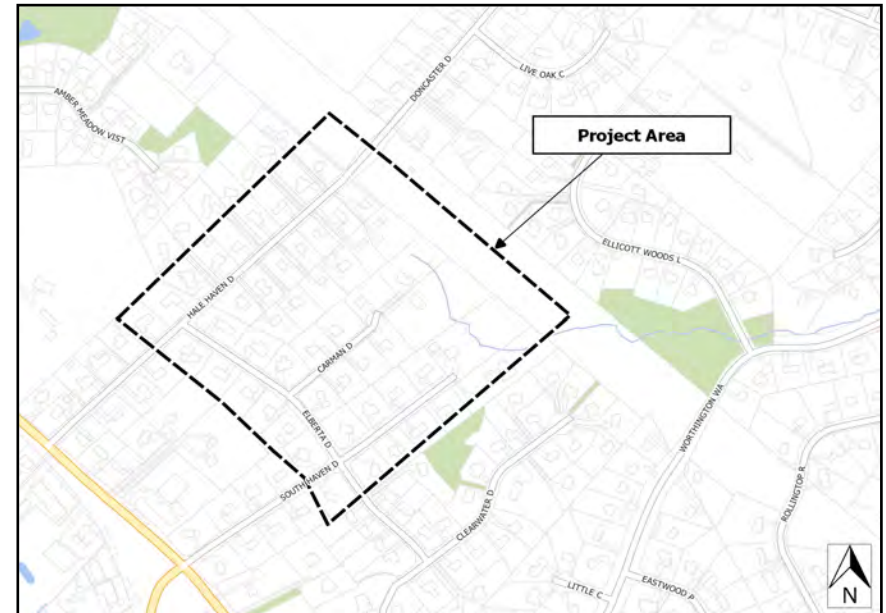 DONCASTER D
LIVE OAK C
AMBER MEADOW VIST
Project Area
ELLICOTT WOODS L
HALE HAVEN D
CARMAN D
WORTHINGTON WA
ELBERTA D
SOUTH HAVEN D
CLEARWATER D
ROLLINGTOP R
LITTLE C
EASTWOOD P
N